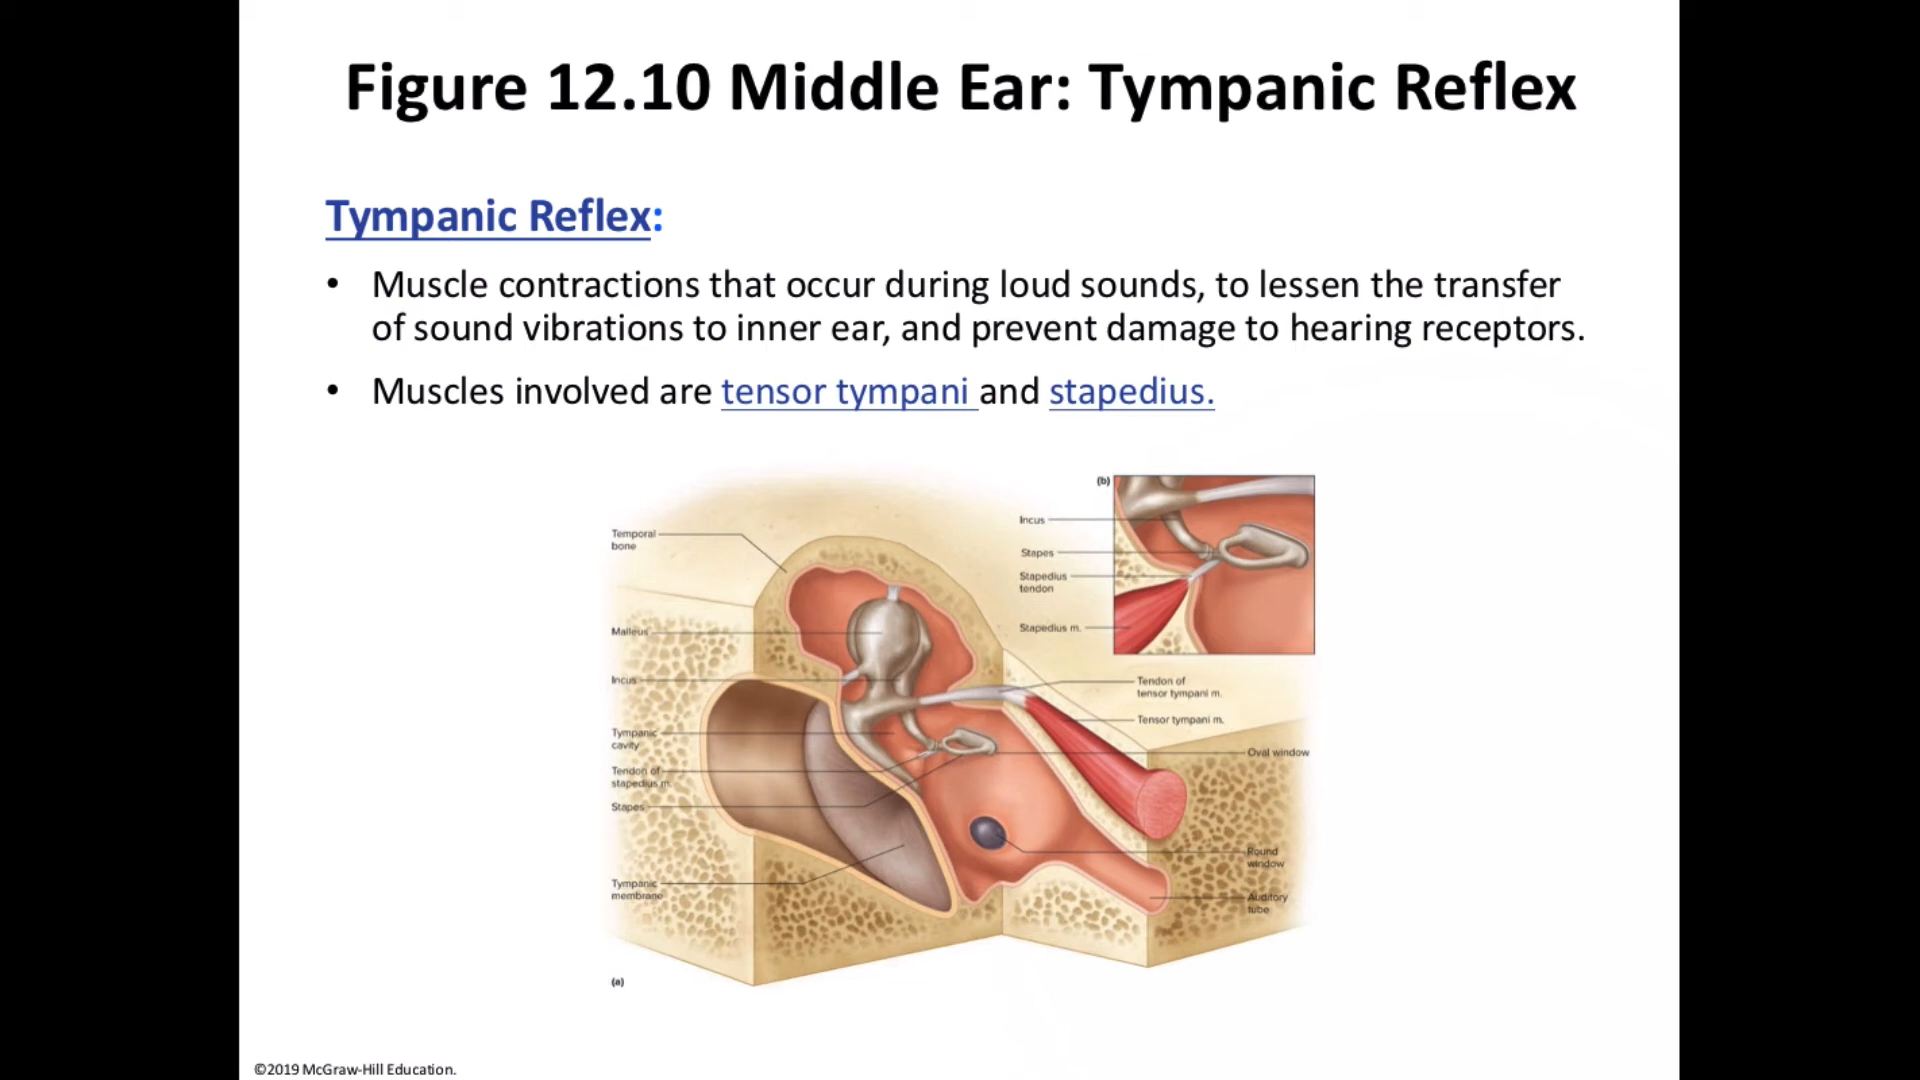 Figure 12.10 Middle Ear: Tympanic Reflex
Tympanic Reflex:
• Muscle contractions that occur during loud sounds, to lessen the transfer
of sound vibrations to inner ear, and prevent damage to hearing receptors.
• Muscles involved are tensor tympani and stapedius.
Temporal
bone
Malleus
Incus
Tympanic
cavity
Tendon of
stapedius m.
Stapes
Tympanic
membrane
(a)
(b)
Incus
Stapes
Stapedius
tendon
Stapedius m.
Tendon of
tensor tympani m.
Tensor tympani m.
Oval window
Round
window
Auditory
tube
©2019 McGraw-Hill Education.